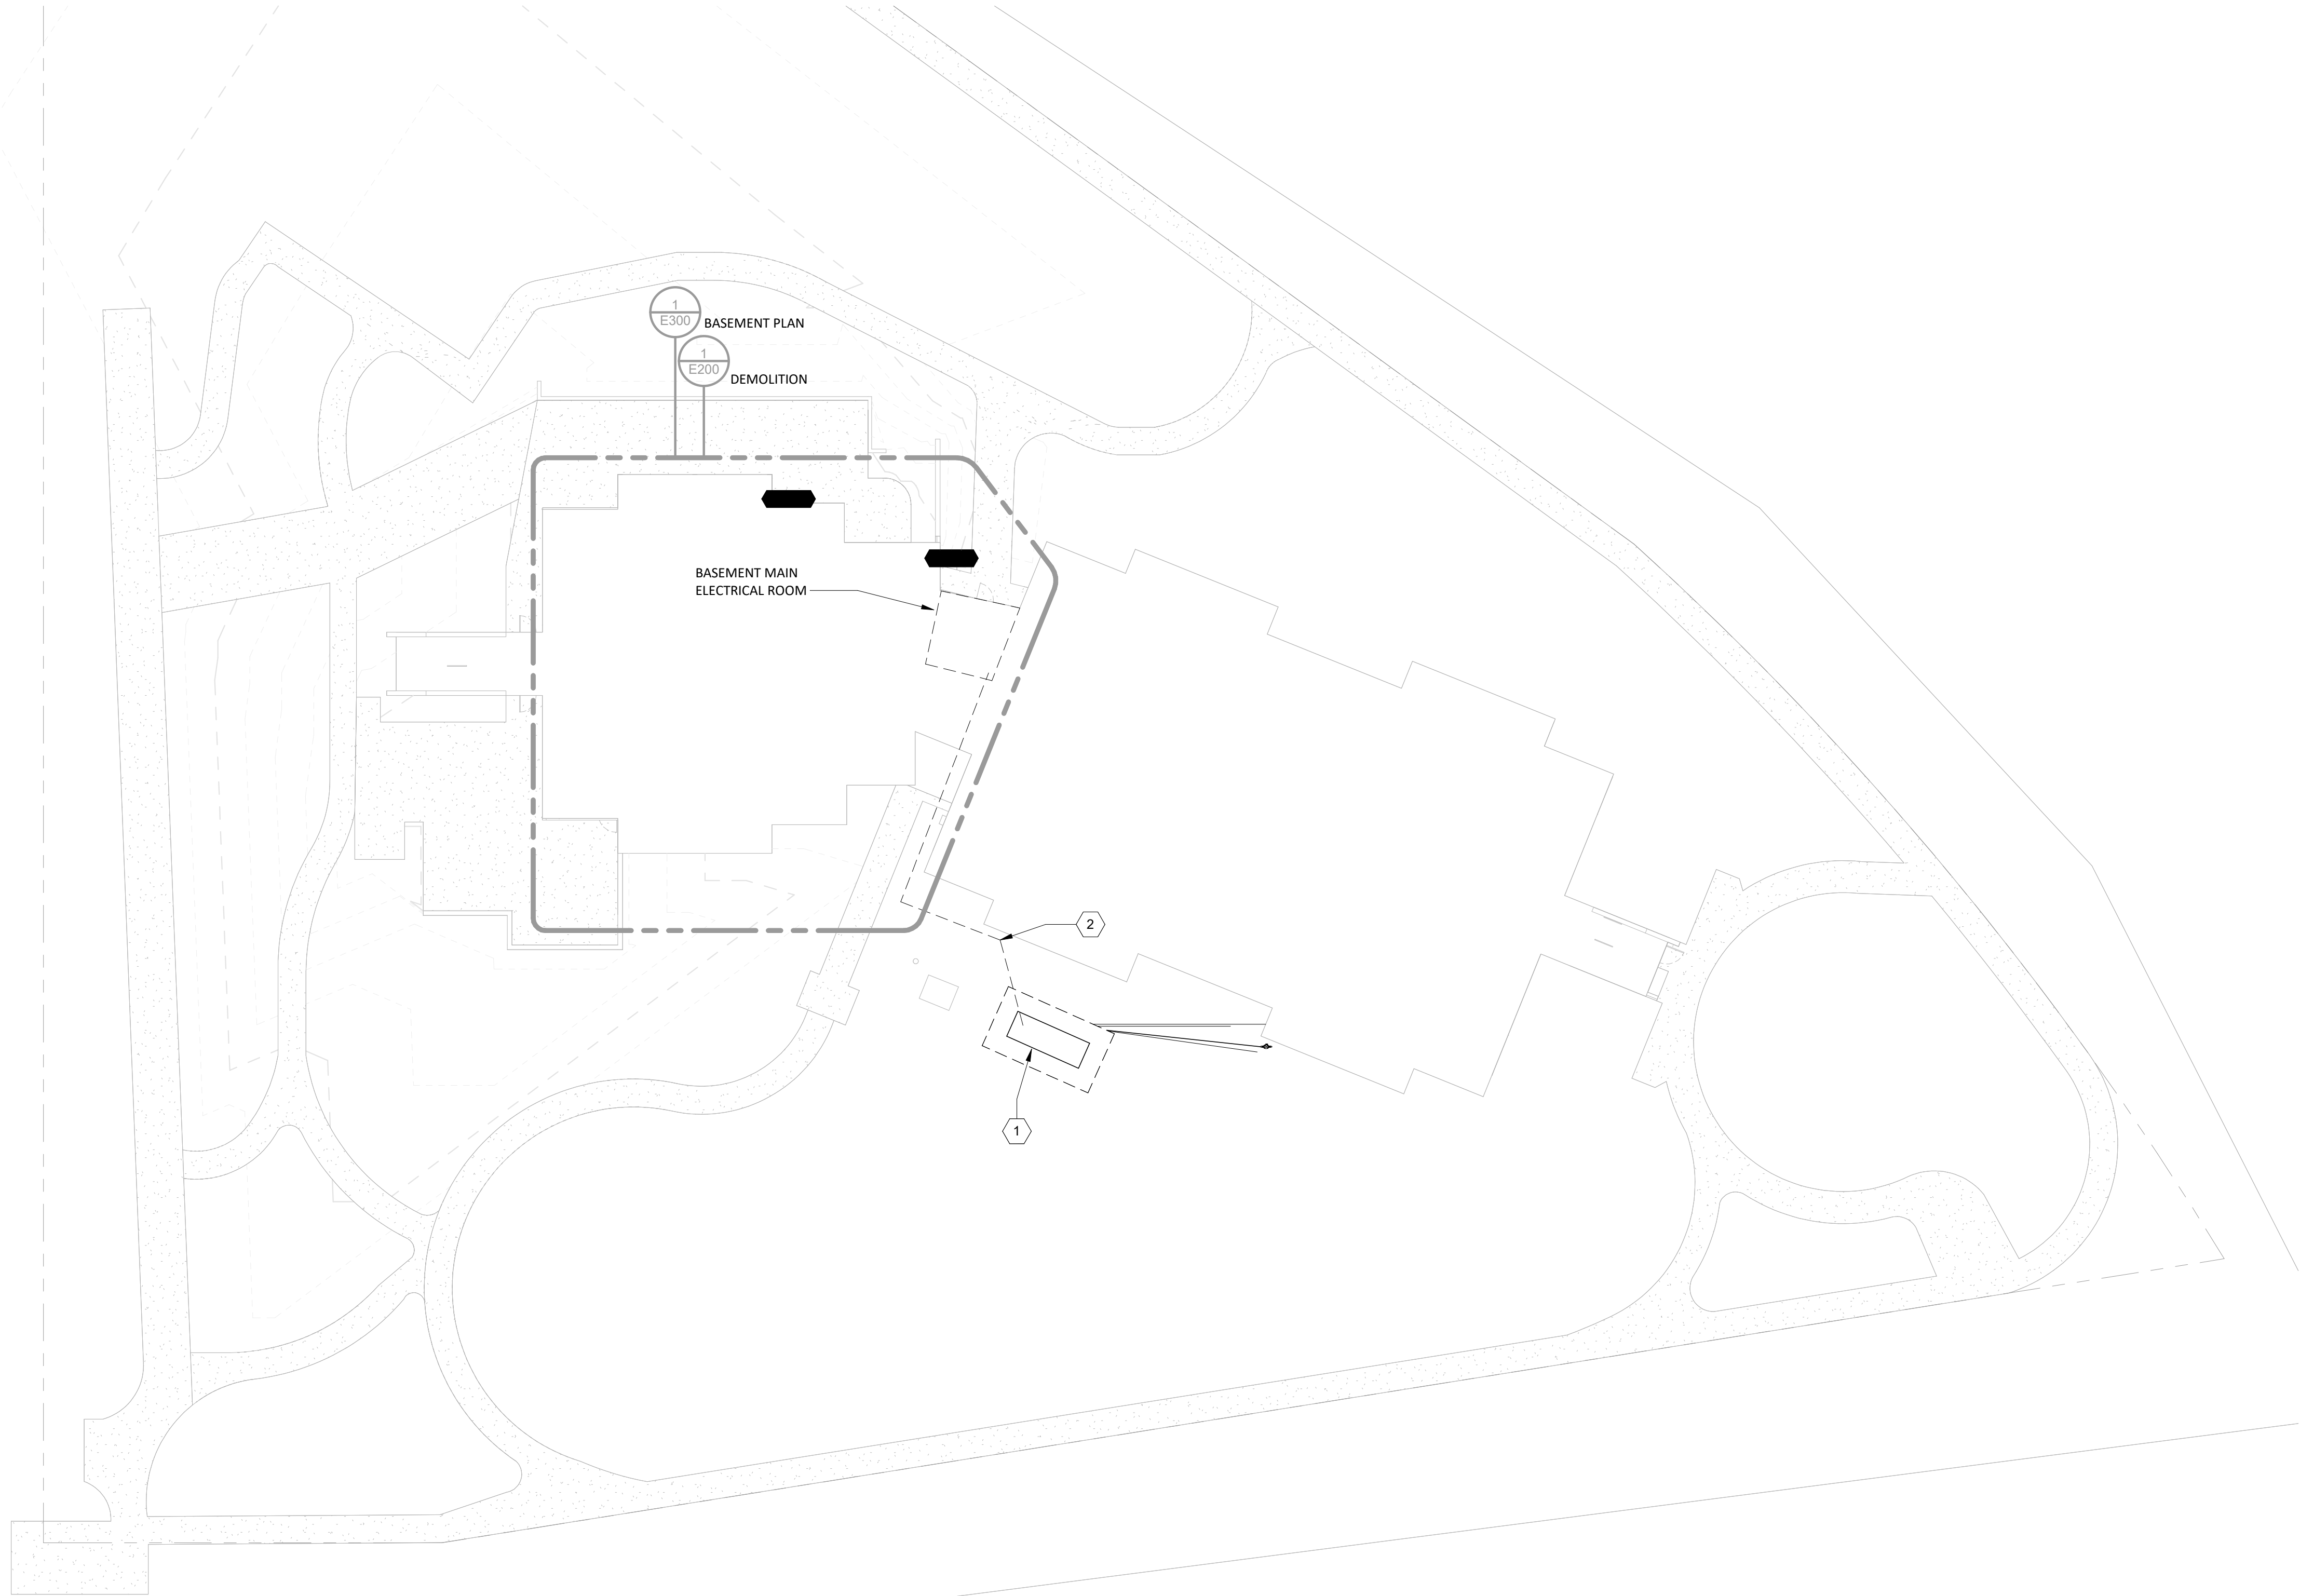 1
E300
BASEMENT PLAN
1
E200
DEMOLITION
BASEMENT MAIN
ELECTRICAL ROOM
2
1